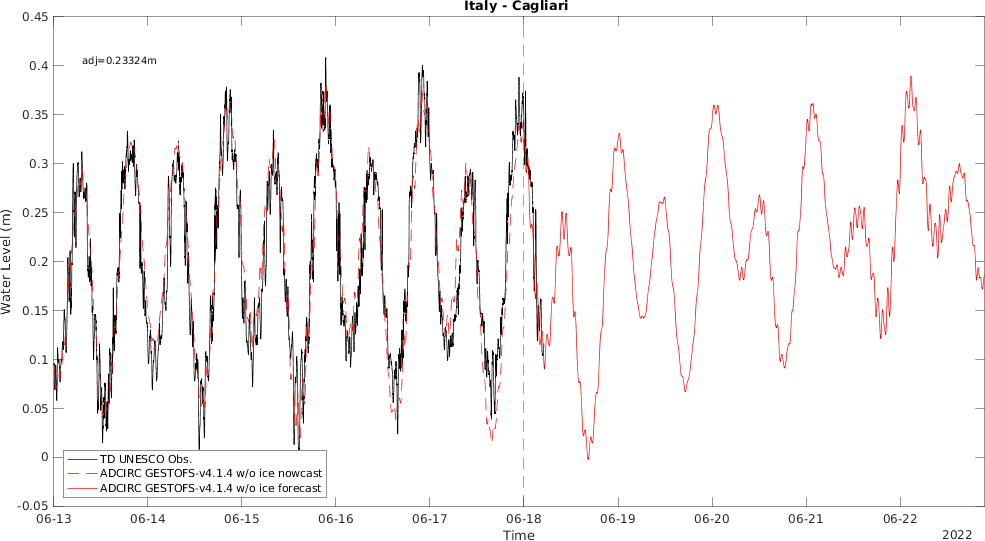 Italy - Cagliari
adj=0.23324m
0.45
0.4
0.35
0.3
0.25
0.2
0.15
0.1
0.05
0
-0.05
Water Level (m)
TD UNESCO Obs.
ADCIRC GESTOFS-v4.1.4 w/o ice nowcast
ADCIRC GESTOFS-v4.1.4 w/o ice forecast
06-13 06-14 06-15 06-16 06-17 06-18 06-19 06-20 06-21 06-22
Time
2022